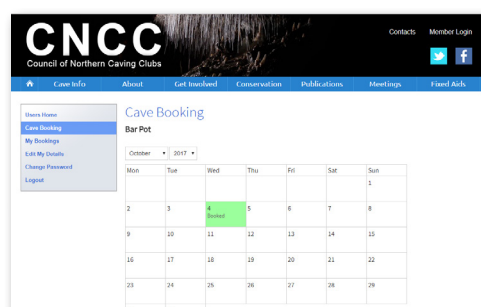 CNCC
Council of Northern Caving Clubs
Contacts Member Login
Cave Info About Get Involved Conservation Publications Meetings Fixed Aids
Users Home
Cave Booking
My Bookings
Edit My Details
Change Password
Logout
Cave Booking
Bar Pot
October 2017
Mon Tue Wed Thu Fri Sat Sun
1
2 3 4 5 6 7 8
Booked
9 10 11 12 13 14 15
16 17 18 19 20 21 22
23 24 25 26 27 28 29